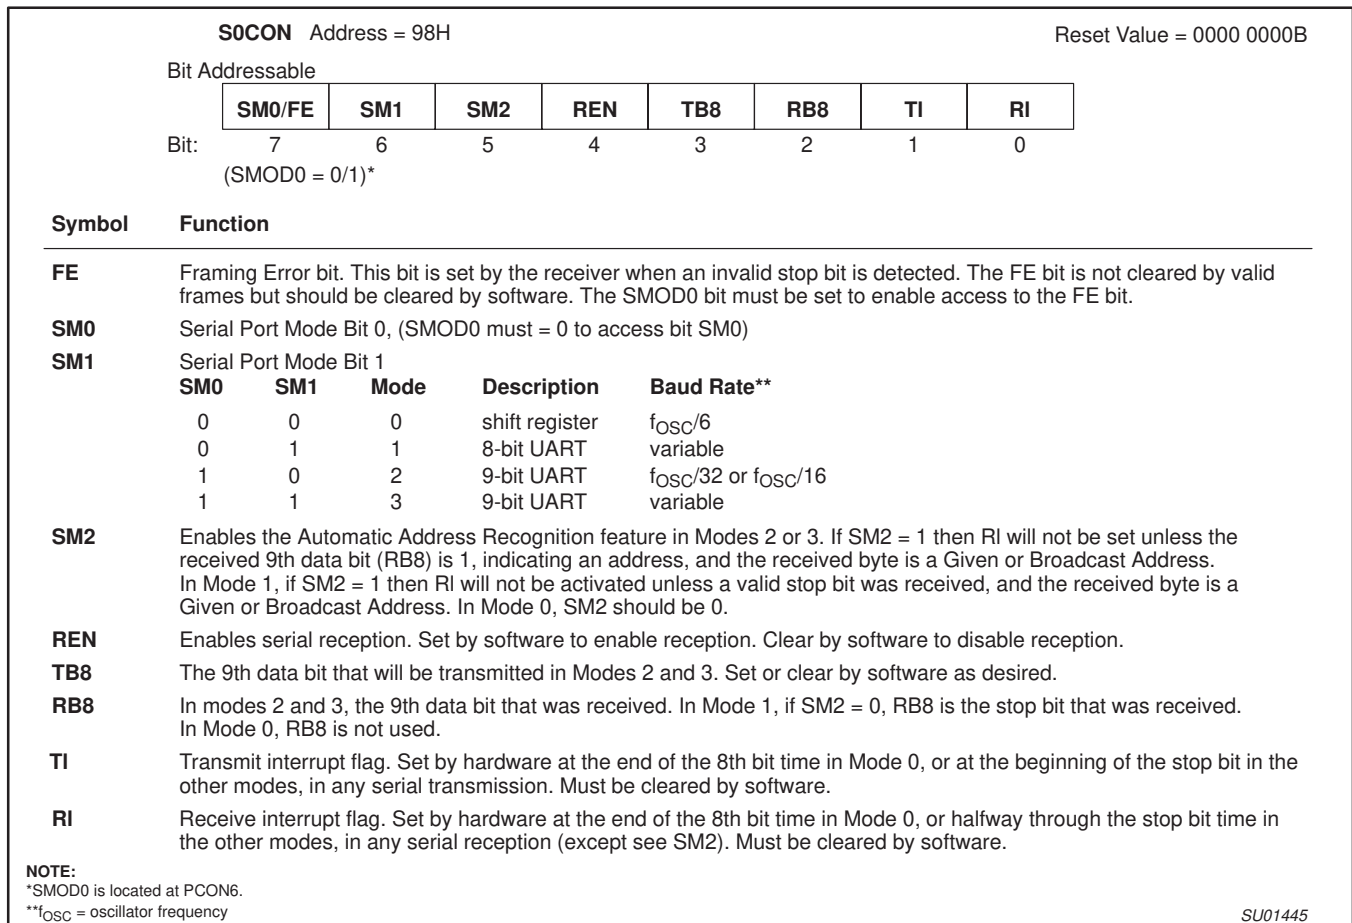 S0CON Address = 98H Reset Value = 0000 0000B
Bit Addressable
SM0/FE SM1 SM2 REN TB8 RB8 TI RI
Bit: 7 6 5 4 3 2 1 0
(SMOD0 = 0/1)*
Symbol Function
FE Framing Error bit. This bit is set by the receiver when an invalid stop bit is detected. The FE bit is not cleared by valid
frames but should be cleared by software. The SMOD0 bit must be set to enable access to the FE bit.
SM0 Serial Port Mode Bit 0, (SMOD0 must = 0 to access bit SM0)
SM1 Serial Port Mode Bit 1
SM0 SM1 Mode Description Baud Rate**
0 0 0 shift register fOSC/6
0 1 1 8-bit UART variable
1 0 2 9-bit UART fOSC/32 or fOSC/16
1 1 3 9-bit UART variable
SM2 Enables the Automatic Address Recognition feature in Modes 2 or 3. If SM2 = 1 then Rl will not be set unless the
received 9th data bit (RB8) is 1, indicating an address, and the received byte is a Given or Broadcast Address.
In Mode 1, if SM2 = 1 then Rl will not be activated unless a valid stop bit was received, and the received byte is a
Given or Broadcast Address. In Mode 0, SM2 should be 0.
REN Enables serial reception. Set by software to enable reception. Clear by software to disable reception.
TB8 The 9th data bit that will be transmitted in Modes 2 and 3. Set or clear by software as desired.
RB8 In modes 2 and 3, the 9th data bit that was received. In Mode 1, if SM2 = 0, RB8 is the stop bit that was received.
In Mode 0, RB8 is not used.
TI Transmit interrupt flag. Set by hardware at the end of the 8th bit time in Mode 0, or at the beginning of the stop bit in the
other modes, in any serial transmission. Must be cleared by software.
RI Receive interrupt flag. Set by hardware at the end of the 8th bit time in Mode 0, or halfway through the stop bit time in
the other modes, in any serial reception (except see SM2). Must be cleared by software.
NOTE:
*SMOD0 is located at PCON6.
**fOSC = oscillator frequency SU01445